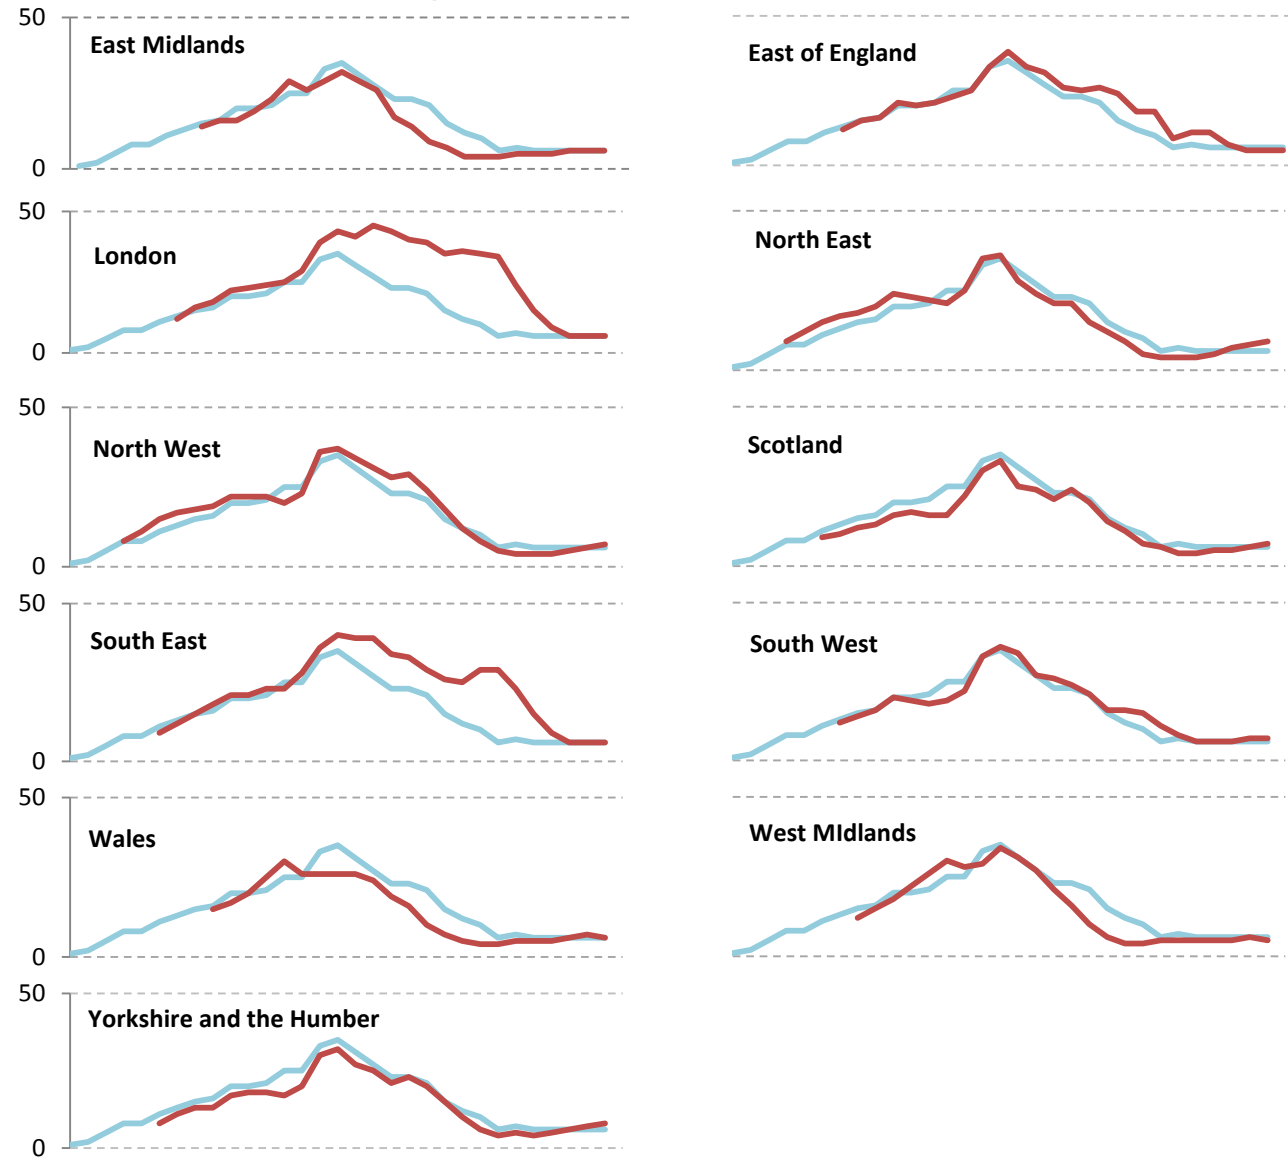 50
East Midlands
East of England
0
50
London
North East
0
50
North West
Scotland
0
50
South East
South West
0
50
Wales
West MIdlands
0
50
Yorkshire and the Humber
0